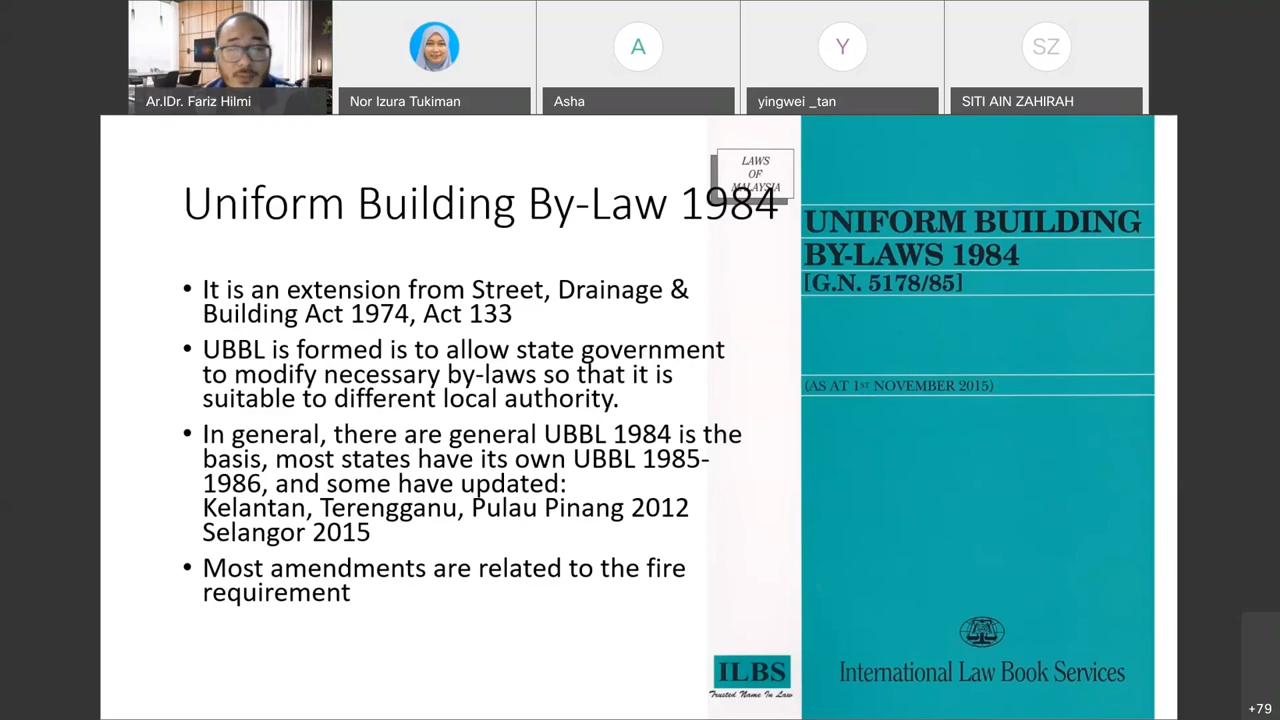 A
Y
SZ
Ar.IDr. Fariz Hilmi
Nor Izura Tukiman
Asha
yingwei _tan
SITI AIN ZAHIRAH
Uniform Building By-Law 1984
• It is an extension from Street, Drainage &
Building Act 1974, Act 133
• UBBL is formed is to allow state government
to modify necessary by-laws so that it is
suitable to different local authority.
• In general, there are general UBBL 1984 is the
basis, most states have its own UBBL 1985-
1986, and some have updated:
Kelantan, Terengganu, Pulau Pinang 2012
Selangor 2015
• Most amendments are related to the fire
requirement
LAWS
OF
MALAYSIA
UNIFORM BUILDING
BY-LAWS 1984
[G.N. 5178/85]
(AS AT 1ST NOVEMBER 2015)
ILBS
Trusted Name In Law
International Law Book Services
+79